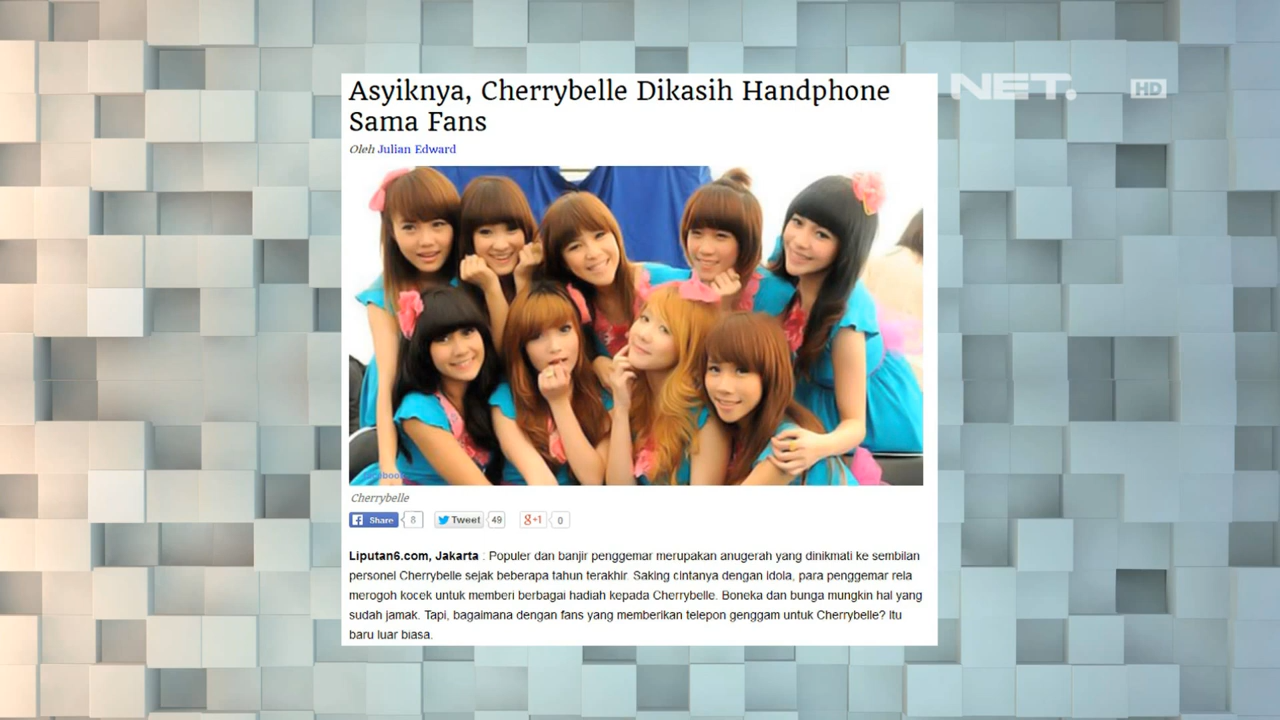 NET.
HD
Asyiknya, Cherrybelle Dikasih Handphone
Sama Fans
Oleh Julian Edward
Cherrybelle
Share 8 Tweet 49 g+1 0
Liputan6.com, Jakarta : Populer dan banjir penggemar merupakan anugerah yang dinikmati ke sembilan
personel Cherrybelle sejak beberapa tahun terakhir. Saking cintanya dengan idola, para penggemar rela
merogoh kocek untuk memberi berbagai hadiah kepada Cherrybelle. Boneka dan bunga mungkin hal yang
sudah jamak. Tapi, bagaimana dengan fans yang memberikan telepon genggam untuk Cherrybelle? Itu
baru luar biasa.